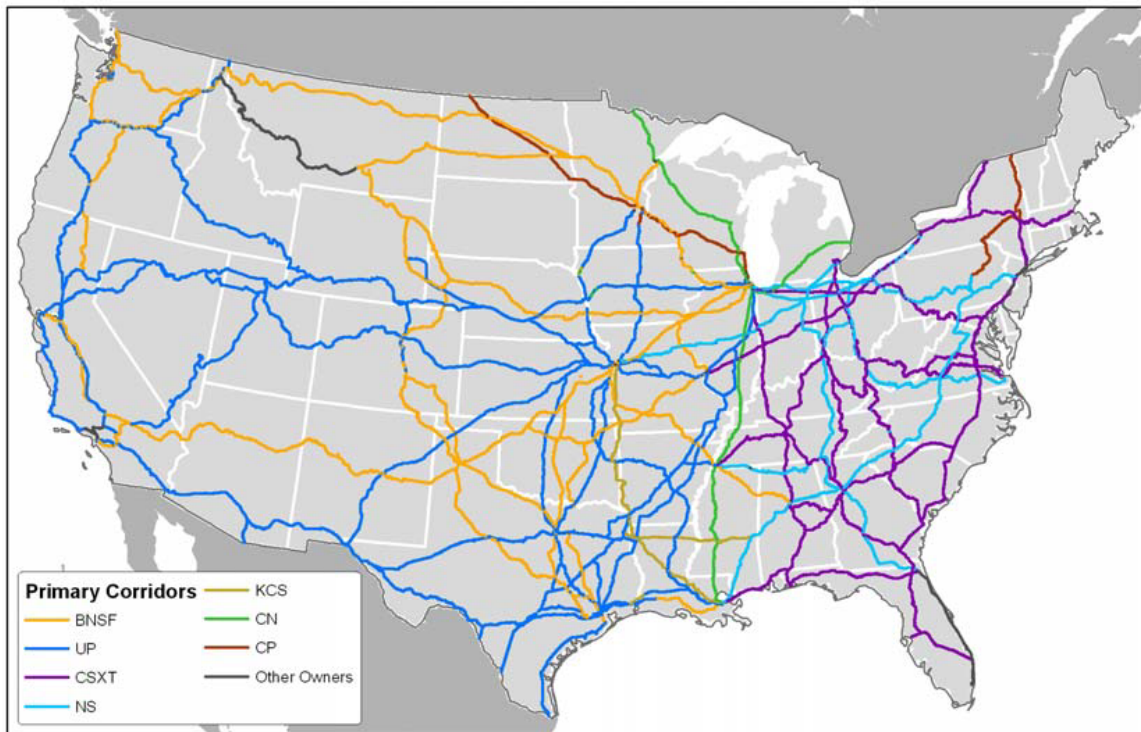 Primary Corridors
BNSF
UP
CSXT
NS
KCS
CN
CP
Other Owners